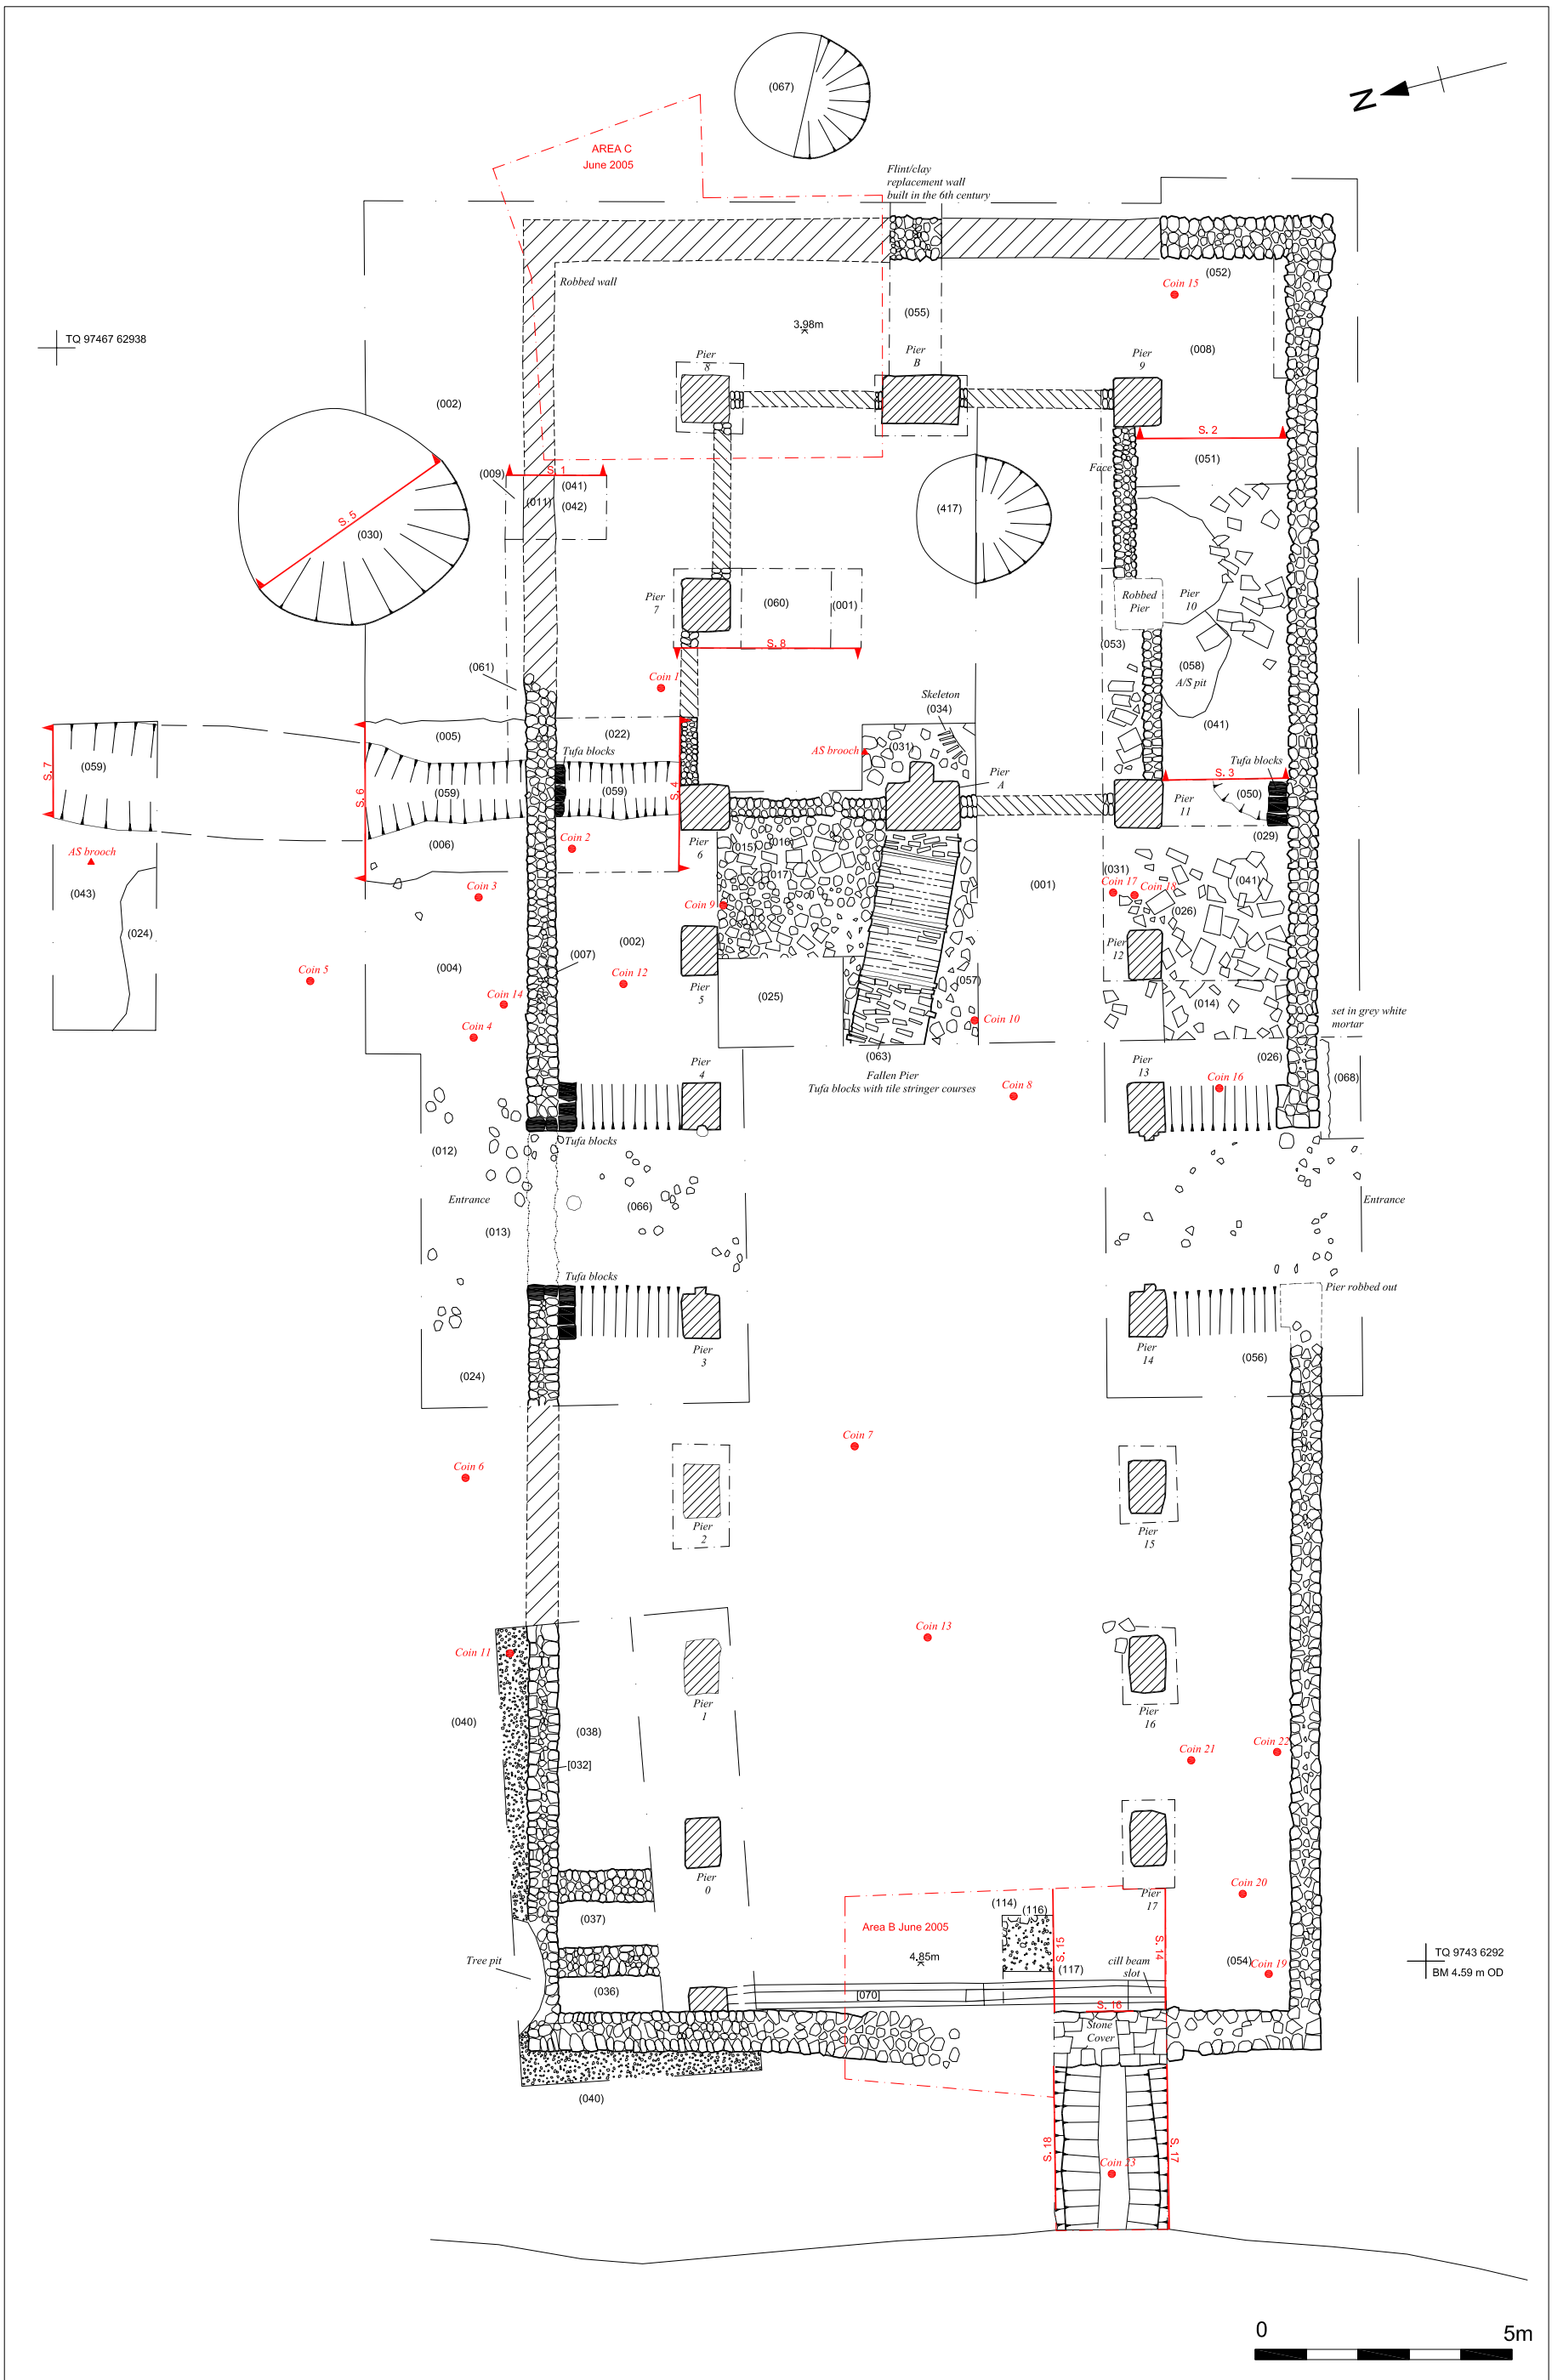 (067)
N
AREA C
June 2005
Flint/clay
replacement wall
built in the 6th century
(052)
Robbed wall
Coin 15
(055)
3.98m
TQ 97467 62938
Pier
8
Pier
B
Pier
9
(008)
(002)
S. 2
(051)
Face
(009)
S. 1
(041)
(011)
(042)
S. 5
(030)
(417)
Pier
7
(060)
(001)
Robbed
Pier
Pier
10
S. 8
(053)
(061)
(058)
A/S pit
Coin 1
Skeleton
(034)
(041)
(005)
(022)
AS brooch
(031)
Tufa blocks
Tufa blocks
S. 7
(059)
S. 6
(059)
(059)
S. 4
Pier
A
S. 3
(050)
Pier
11
(029)
Coin 2
(006)
Pier
6
(015)
(016)
AS brooch
(043)
(017)
(031)
(041)
Coin 3
(001)
Coin 17
Coin 18
Coin 9
(026)
(024)
(002)
Pier
12
(007)
(004)
Coin 5
Coin 12
Pier
5
(025)
(057)
Coin 14
(014)
Coin 10
set in grey white
mortar
Coin 4
Pier
4
(063)
Pier
13
(026)
Fallen Pier
Tufa blocks with tile stringer courses
Coin 8
Coin 16
(068)
Tufa blocks
(012)
Entrance
(066)
Entrance
(013)
Tufa blocks
Pier robbed out
Pier
3
Pier
14
(056)
(024)
Coin 7
Coin 6
Pier
2
Pier
15
Coin 13
Coin 11
Pier
1
Pier
16
(040)
(038)
Coin 22
Coin 21
[032]
Pier
0
Coin 20
Pier
17
(114)
(116)
(037)
Area B June 2005
S. 15
S. 14
TQ 9743 6292
4.85m
Tree pit
cill beam
slot
(054)
Coin 19
(117)
BM 4.59 m OD
(036)
[070]
S. 16
Stone
Cover
(040)
S. 18
S. 17
Coin 23
0
5m